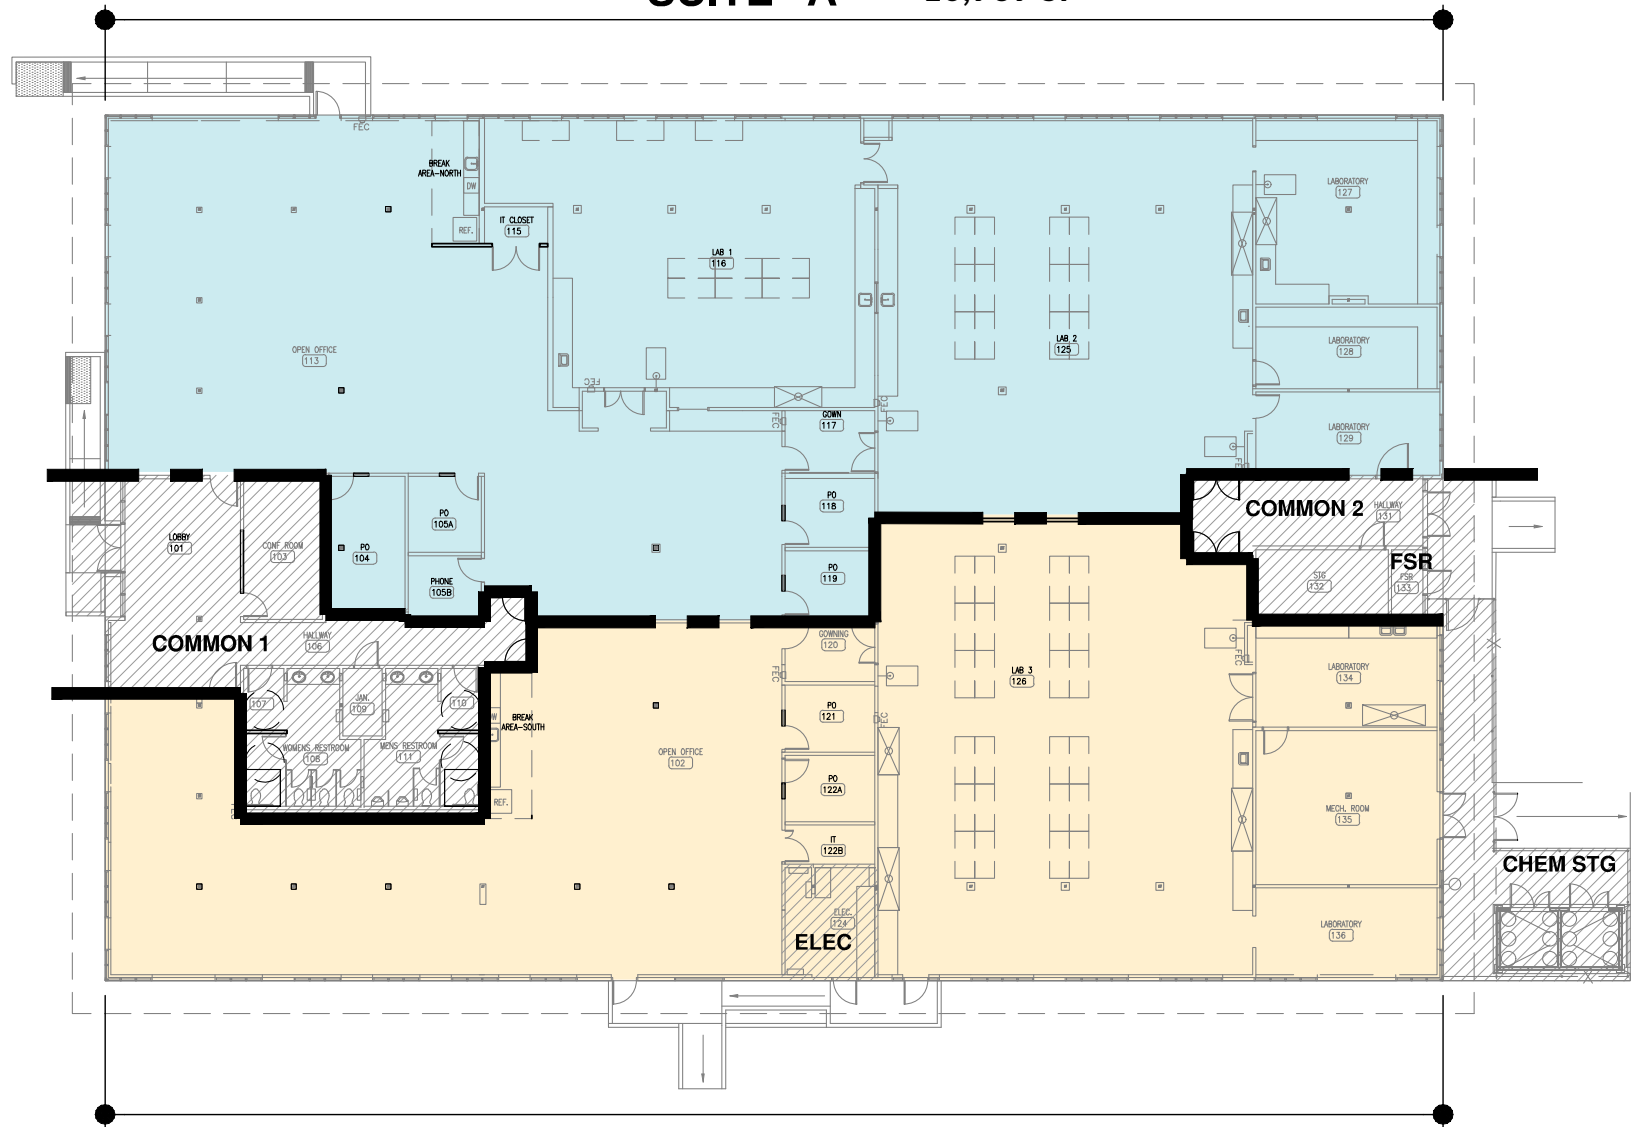 FEC
BREAK
AREA-NORTH
DW
REF.
IT CLOSET
115
LAB 1
116
LABORATORY
127
OPEN OFFICE
113
LAB 2
125
LABORATORY
128
FEC
FEC
FEC
GOWN
117
LABORATORY
129
FEC
LOBBY
101
CONF. ROOM
103
PO
104
PO
105A
PHONE
105B
PO
118
PO
119
COMMON 2
HALLWAY
131
FSR
STG
132
FSR
133
COMMON 1
HALLWAY
106
GOWNING
120
FEC
FEC
LAB 3
126
LABORATORY
134
107
JAN.
109
110
WOMENS RESTROOM
108
MENS RESTROOM
111
DW
BREAK
AREA-SOUTH
REF.
OPEN OFFICE
102
PO
121
FEC
PO
122A
IT
122B
MECH. ROOM
135
ELEC.
124
ELEC
LABORATORY
136
CHEM STG